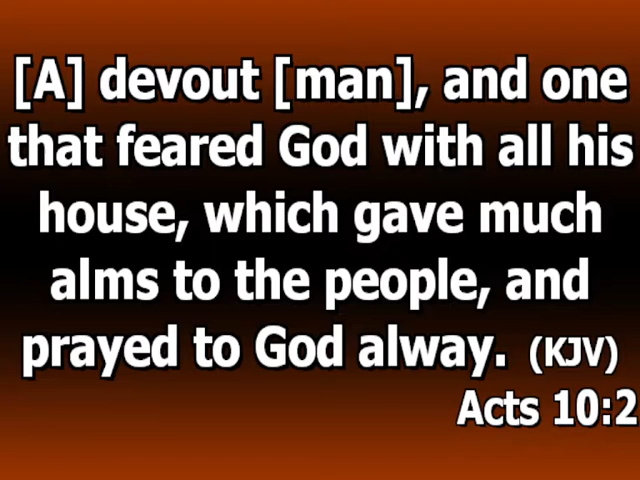 [A] devout [man], and one
that feared God with all his
house, which gave much
alms to the people, and
prayed to God alway. (KJV)
Acts 10:2